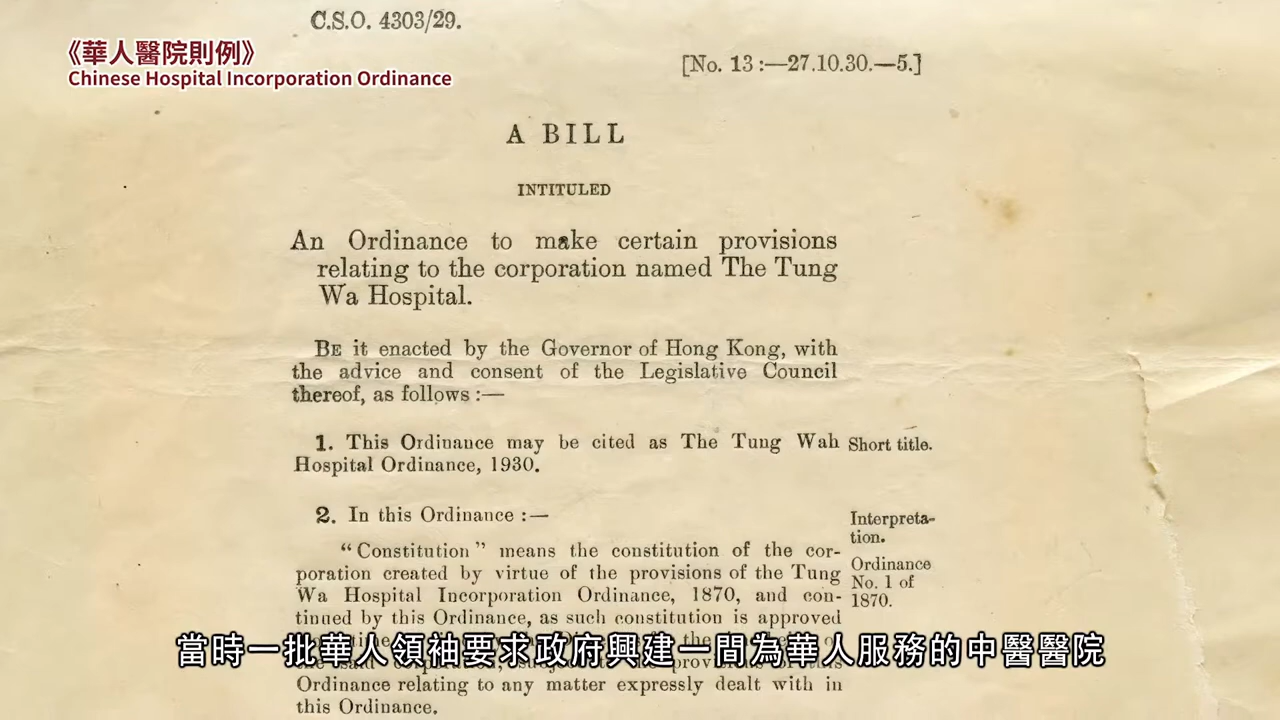 C.S.O. 4303/29.
《華人醫院則例》
Chinese Hospital Incorporation Ordinance
[No. 13 :—27.10.30.—5.]
A BILL
INTITULED
An Ordinance to make certain provisions
relating to the corporation named The Tung
Wa Hospital.
BE it enacted by the Governor of Hong Kong, with
the advice and consent of the Legislative Council
thereof, as follows :—
1. This Ordinance may be cited as The Tung Wah
Hospital Ordinance, 1930.
Short title.
2. In this Ordinance :—
Interpreta-
tion.
"Constitution" means the constitution of the cor-
poration created by virtue of the provisions of the Tung
Wa Hospital Incorporation Ordinance, 1870, and con-
tinued by this Ordinance, as such constitution is approved
Ordinance
No. 1 of
1870.
當時一批華人領袖要求政府興建一間為華人服務的中醫醫院
Ordinance relating to any matter expressly dealt with in
this Ordinance.